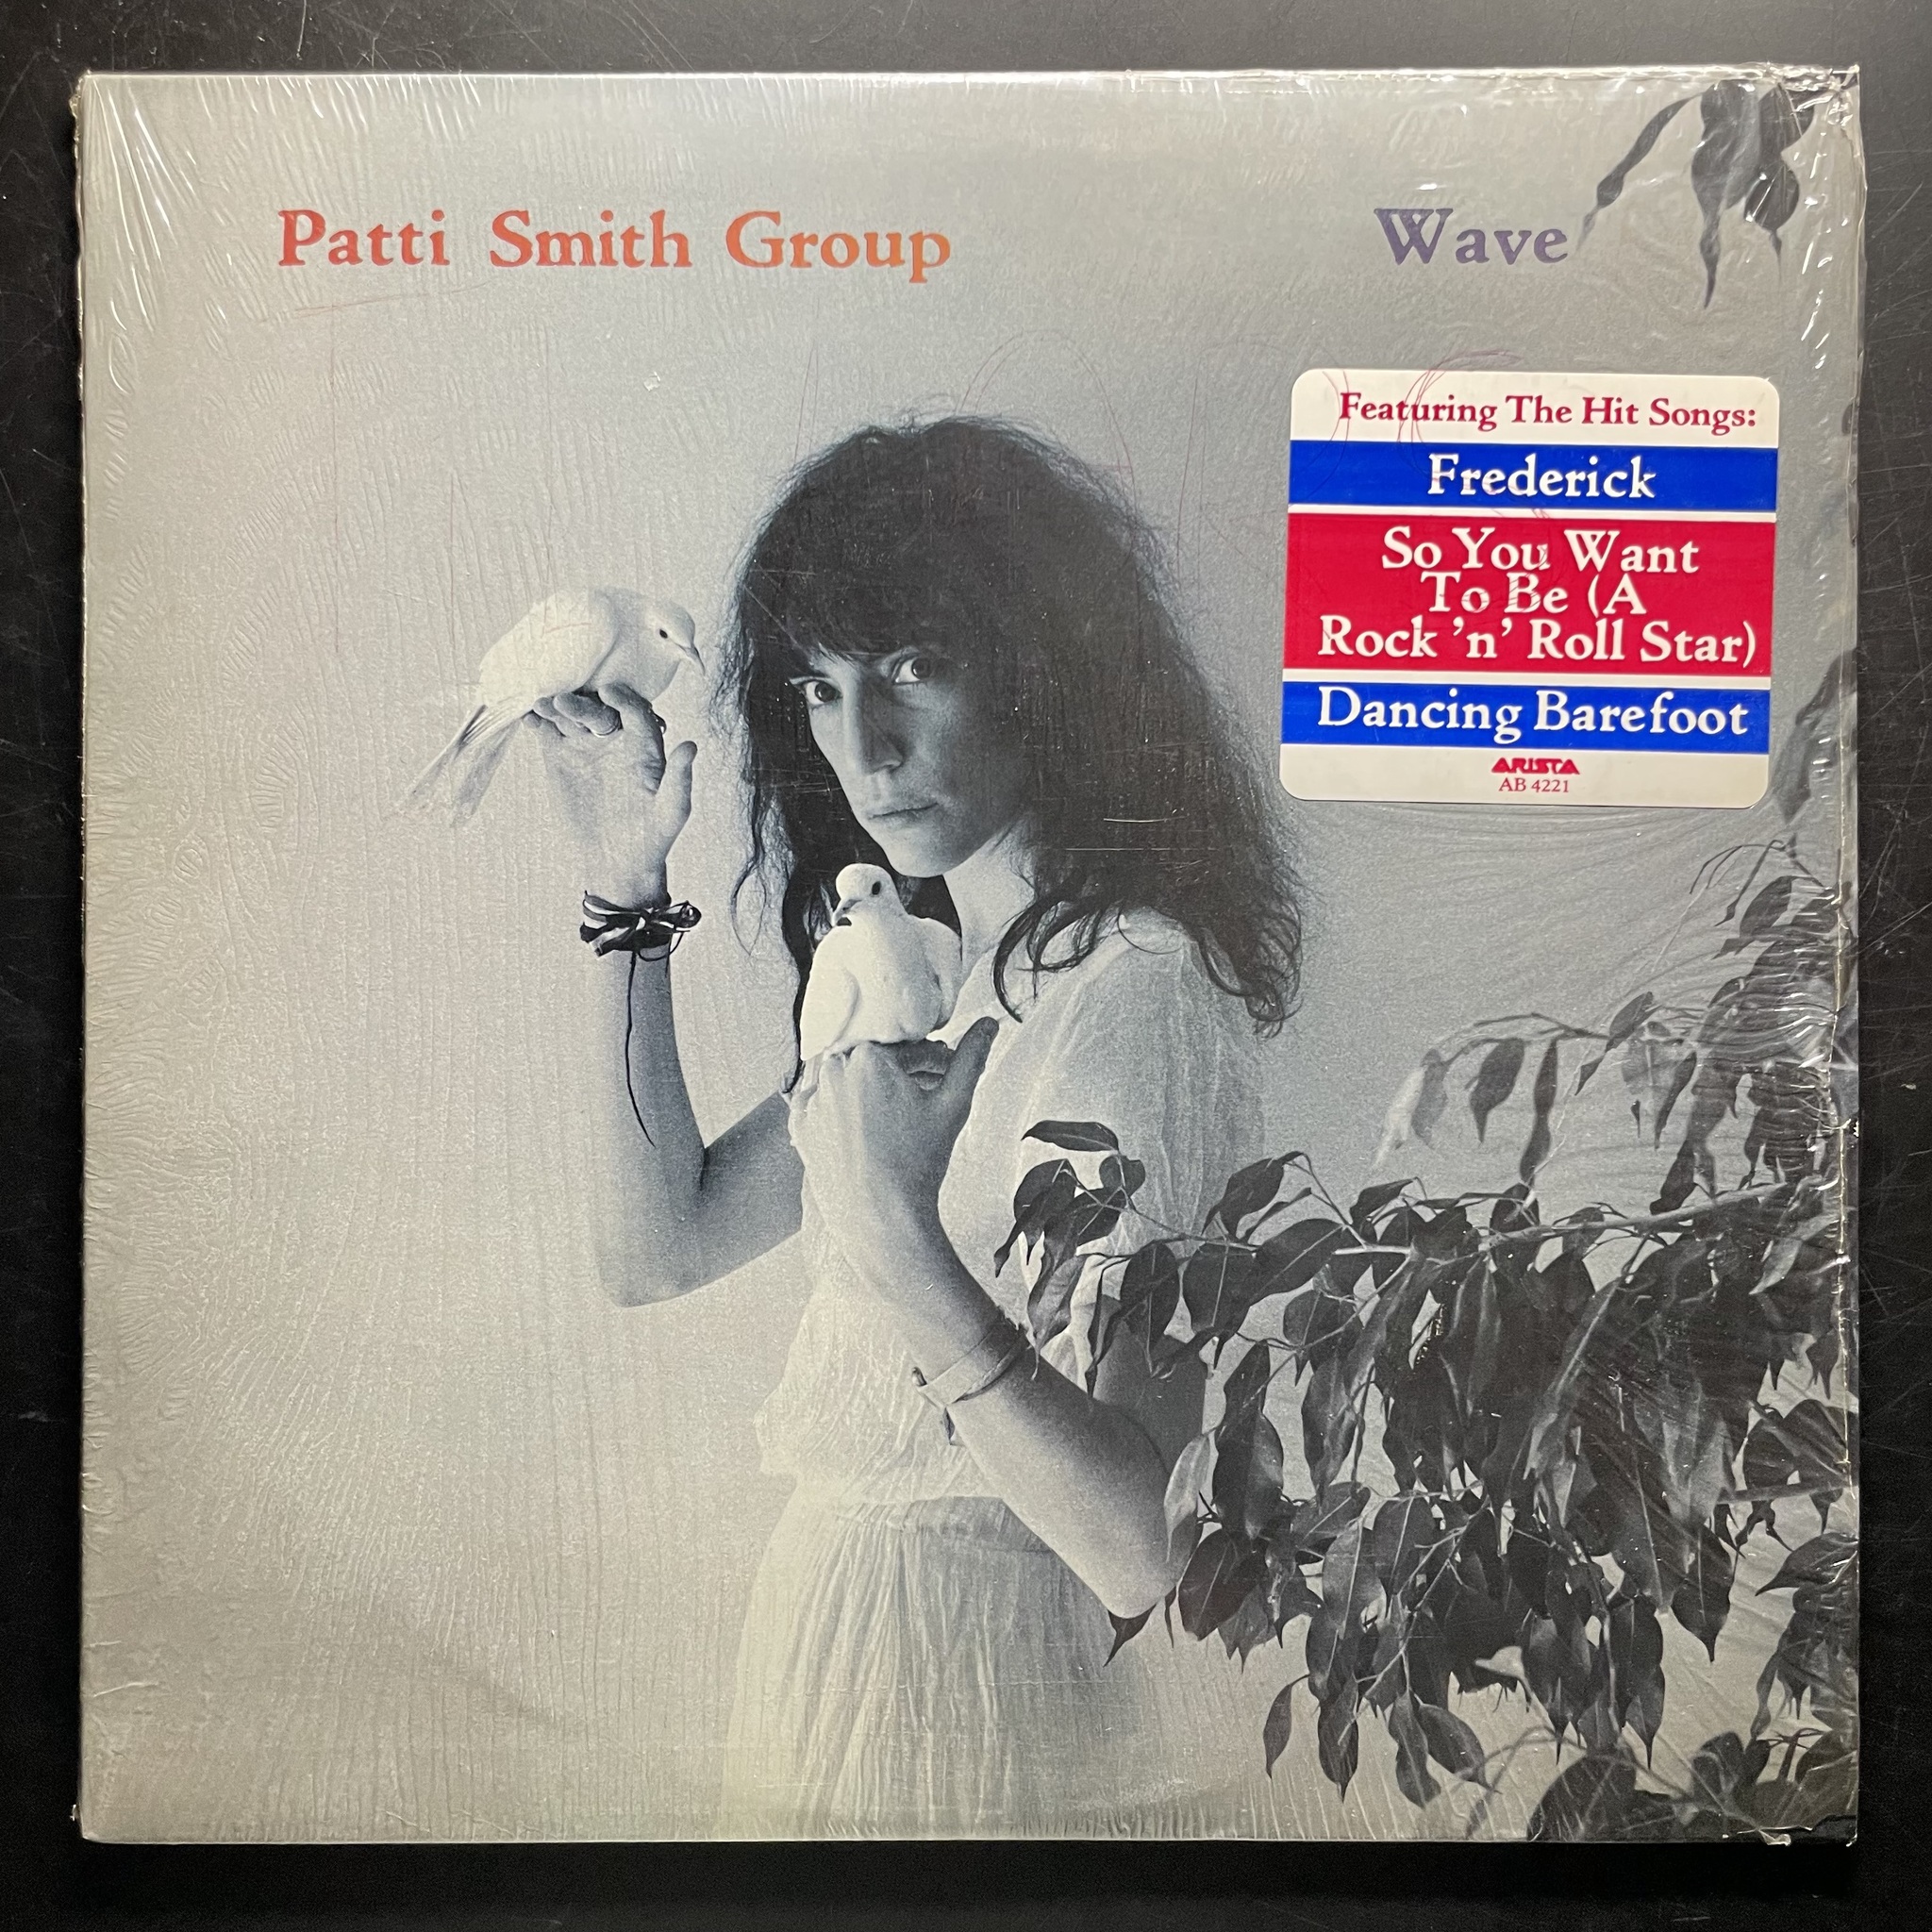 Patti Smith Group
Wave
Featuring The Hit Songs:
Frederick
So You Want
To Be (A
Rock 'n' Roll Star)
Dancing Barefoot
ARISTA
AB 4221